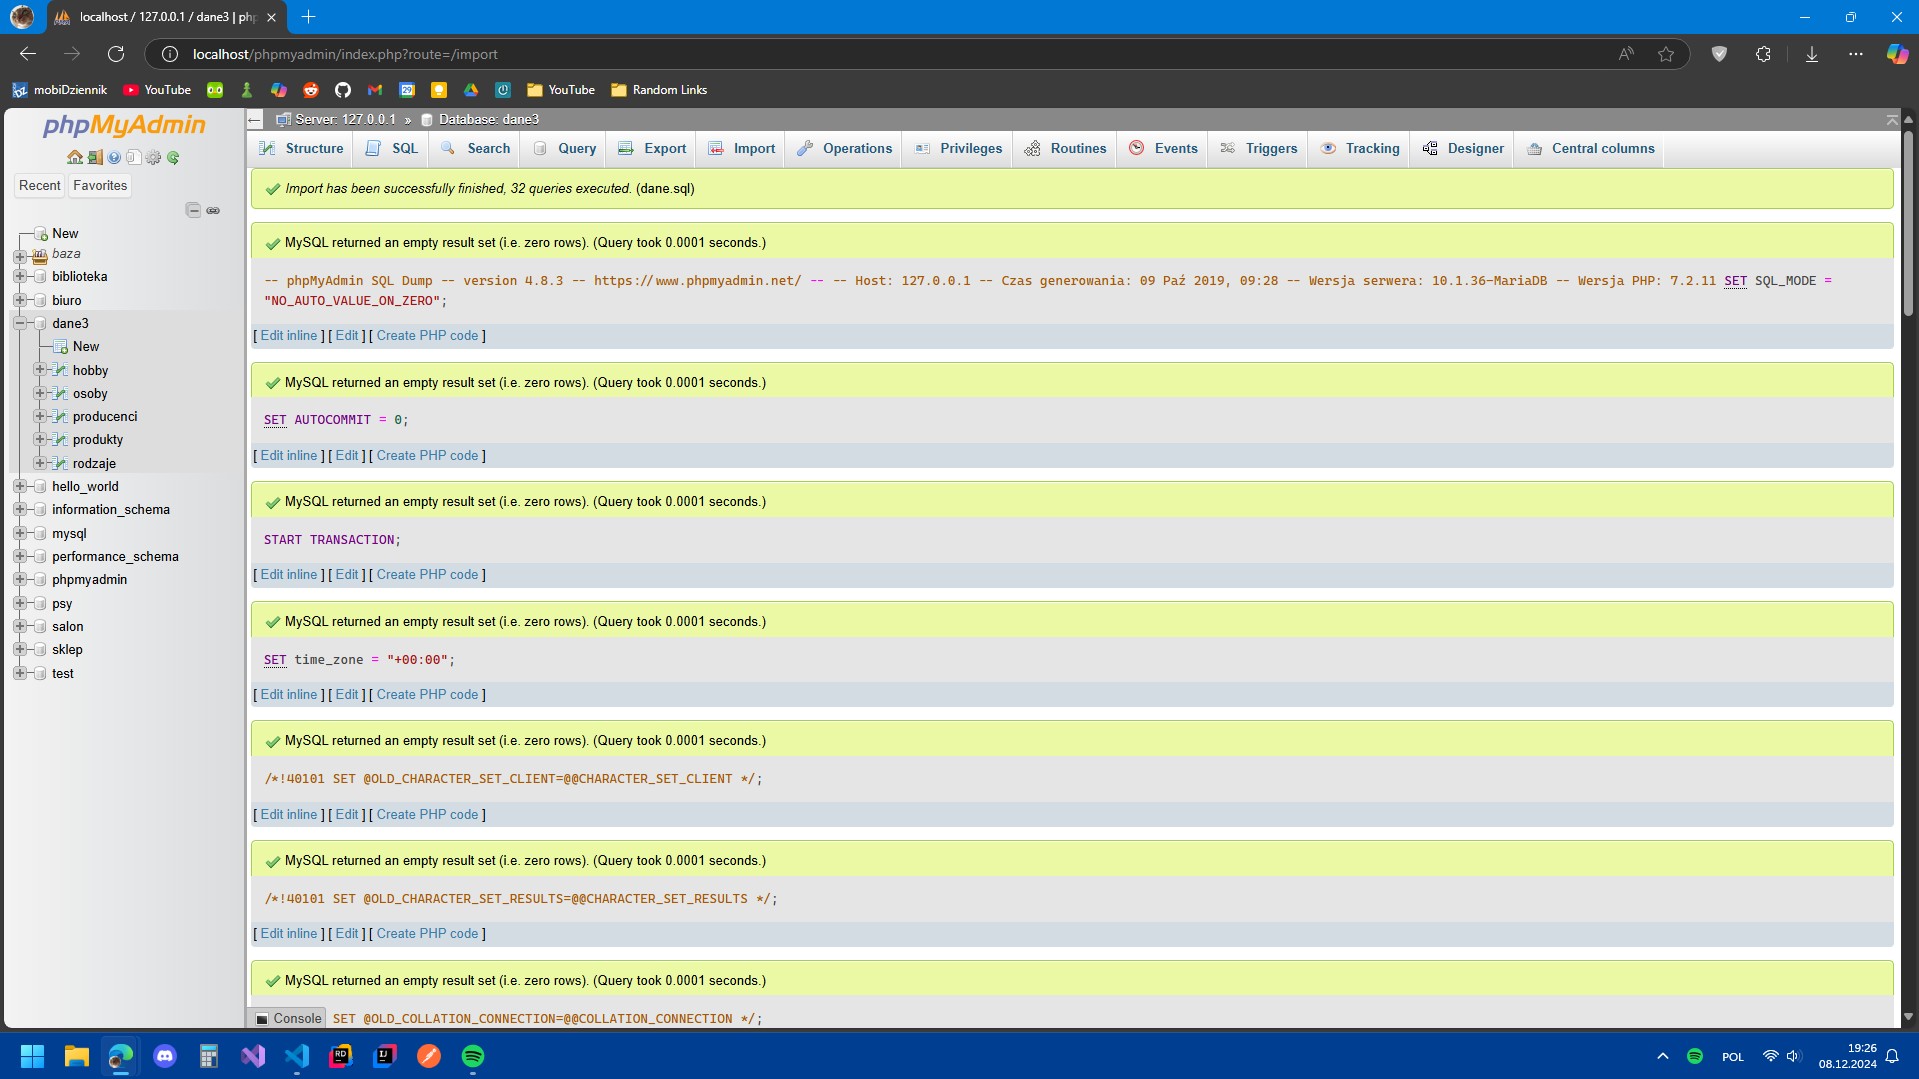 localhost / 127.0.0.1 / dane3 | php
localhost/phpmyadmin/index.php?route=/import
mobiDziennik
YouTube
YouTube
Random Links
phpMyAdmin
Recent
Favorites
New
baza
biblioteka
biuro
dane3
New
hobby
osoby
producenci
produkty
rodzaje
hello_world
information_schema
mysql
performance_schema
phpmyadmin
psy
salon
sklep
test
Server: 127.0.0.1 » Database: dane3
Structure SQL Search Query Export Import Operations Privileges Routines Events Triggers Tracking Designer Central columns
Import has been successfully finished, 32 queries executed. (dane.sql)
MySQL returned an empty result set (i.e. zero rows). (Query took 0.0001 seconds.)
-- phpMyAdmin SQL Dump -- version 4.8.3 -- https://www.phpmyadmin.net/ -- -- Host: 127.0.0.1 -- Czas generowania: 09 Paź 2019, 09:28 -- Wersja serwera: 10.1.36-MariaDB -- Wersja PHP: 7.2.11 SET SQL_MODE =
"NO_AUTO_VALUE_ON_ZERO";
[ Edit inline ] [ Edit ] [ Create PHP code ]
MySQL returned an empty result set (i.e. zero rows). (Query took 0.0001 seconds.)
SET AUTOCOMMIT = 0;
[ Edit inline ] [ Edit ] [ Create PHP code ]
MySQL returned an empty result set (i.e. zero rows). (Query took 0.0001 seconds.)
START TRANSACTION;
[ Edit inline ] [ Edit ] [ Create PHP code ]
MySQL returned an empty result set (i.e. zero rows). (Query took 0.0001 seconds.)
SET time_zone = "+00:00";
[ Edit inline ] [ Edit ] [ Create PHP code ]
MySQL returned an empty result set (i.e. zero rows). (Query took 0.0001 seconds.)
/*!40101 SET @OLD_CHARACTER_SET_CLIENT=@@CHARACTER_SET_CLIENT */;
[ Edit inline ] [ Edit ] [ Create PHP code ]
MySQL returned an empty result set (i.e. zero rows). (Query took 0.0001 seconds.)
/*!40101 SET @OLD_CHARACTER_SET_RESULTS=@@CHARACTER_SET_RESULTS */;
[ Edit inline ] [ Edit ] [ Create PHP code ]
MySQL returned an empty result set (i.e. zero rows). (Query took 0.0001 seconds.)
Console
SET @OLD_COLLATION_CONNECTION=@@COLLATION_CONNECTION */;
POL
19:26
08.12.2024